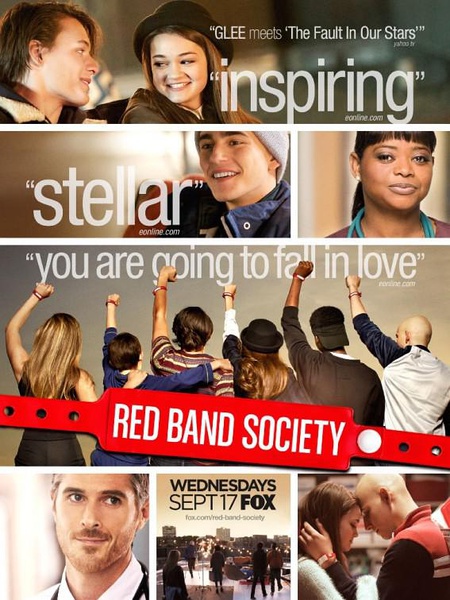 "GLEE meets 'The Fault In Our Stars'"
yahoo.tv
"inspiring"
eonline.com
"stellar"
eonline.com
"you are going to fall in love"
eonline.com
RED BAND SOCIETY
WEDNESDAYS
SEPT 17 FOX
fox.com/red-band-society